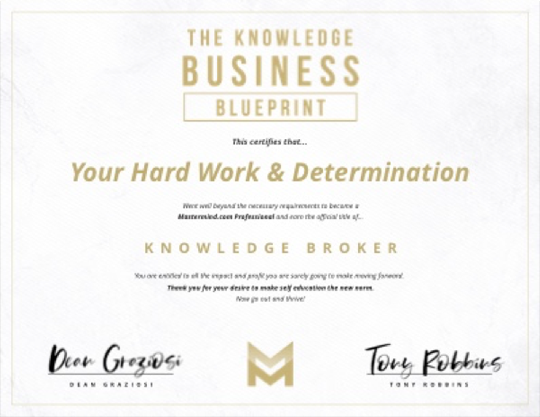 THE KNOWLEDGE
BUSINESS
BLUEPRINT
This certifies that...
Your Hard Work & Determination
Went well beyond the necessary requirements to become a
Mastermind.com Professional and earn the official title of...
KNOWLEDGE BROKER
You are entitled to all the impact and profit you are surely going to make moving forward.
Thank you for your desire to make self education the new norm.
Now go out and thrive!
Dean Graziosi
Tony Robbins
DEAN GRAZIOSI
TONY ROBBINS